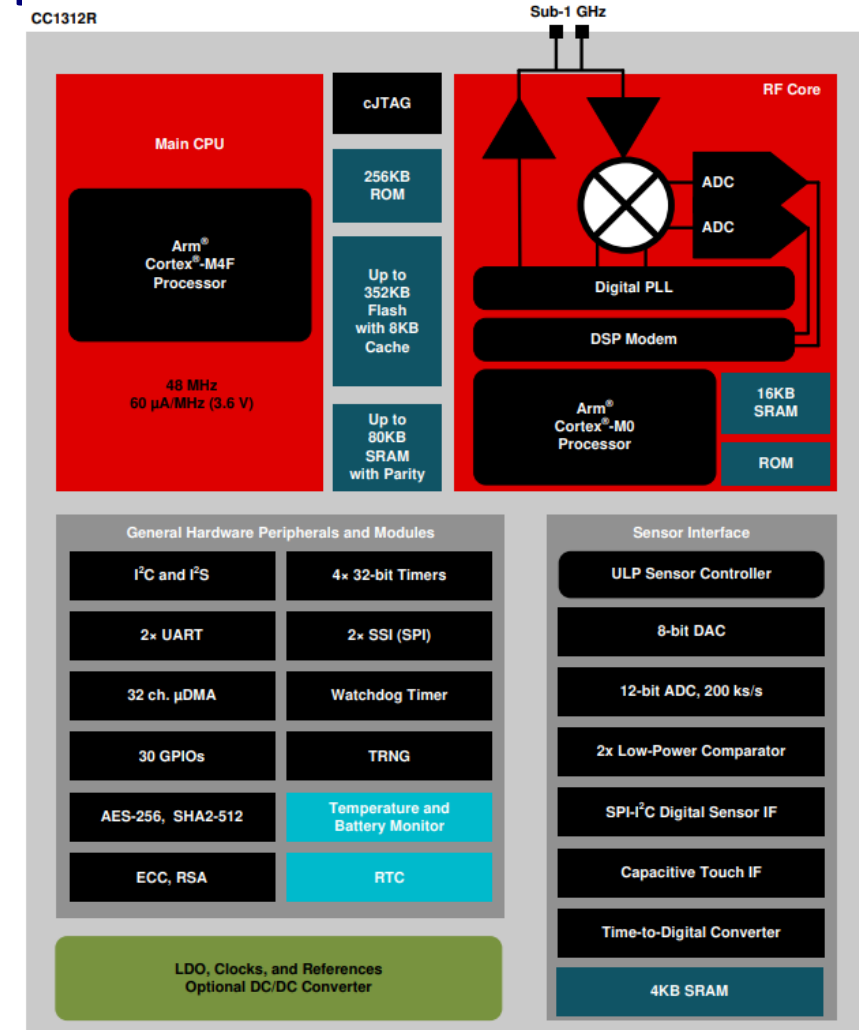 CC1312R
Sub-1 GHz
Main CPU
Arm®
Cortex®-M4F
Processor
48 MHz
60 µA/MHz (3.6 V)
cJTAG
256KB
ROM
Up to
352KB
Flash
with 8KB
Cache
Up to
80KB
SRAM
with Parity
RF Core
ADC
ADC
Digital PLL
DSP Modem
Arm®
Cortex®-M0
Processor
16KB
SRAM
ROM
General Hardware Peripherals and Modules
I²C and I²S
4× 32-bit Timers
2× UART
2× SSI (SPI)
32 ch. µDMA
Watchdog Timer
30 GPIOs
TRNG
AES-256, SHA2-512
Temperature and
Battery Monitor
ECC, RSA
RTC
LDO, Clocks, and References
Optional DC/DC Converter
Sensor Interface
ULP Sensor Controller
8-bit DAC
12-bit ADC, 200 ks/s
2x Low-Power Comparator
SPI-I²C Digital Sensor IF
Capacitive Touch IF
Time-to-Digital Converter
4KB SRAM